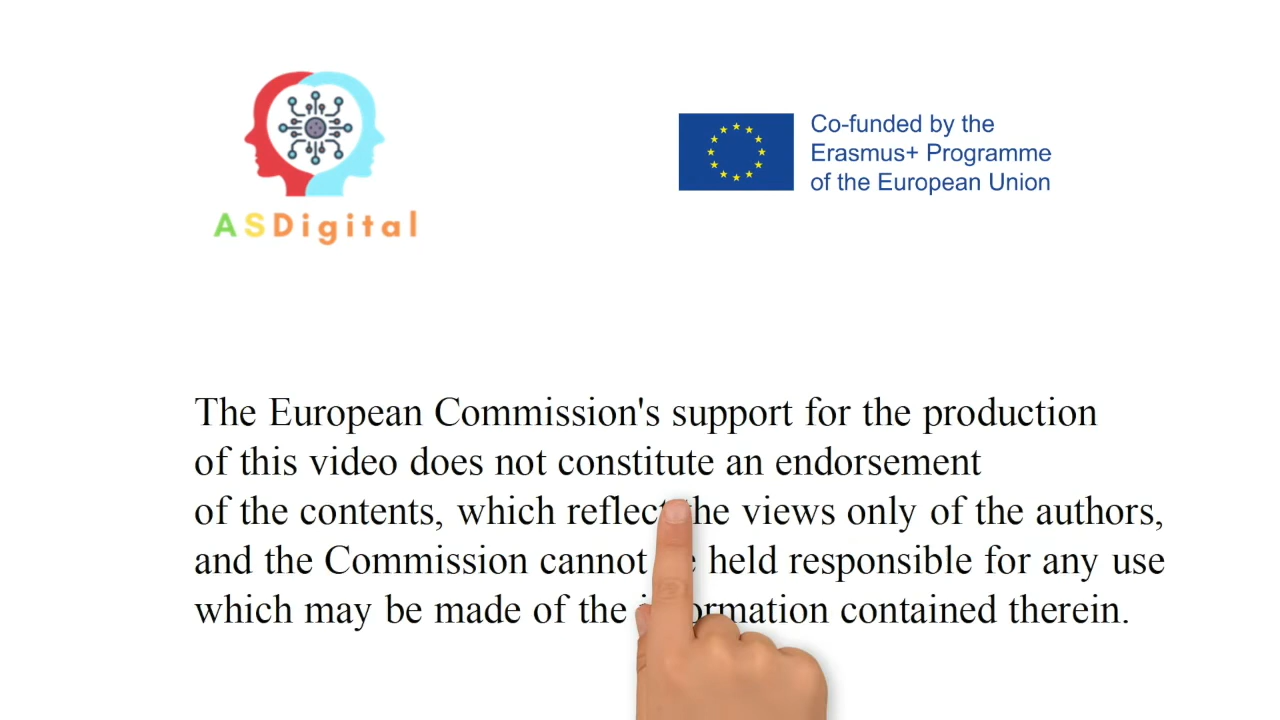 ASDigital
Co-funded by the
Erasmus+ Programme
of the European Union
The European Commission's support for the production
of this video does not constitute an endorsement
of the contents, which reflect the views only of the authors,
and the Commission cannot held responsible for any use
which may be made of the information contained therein.